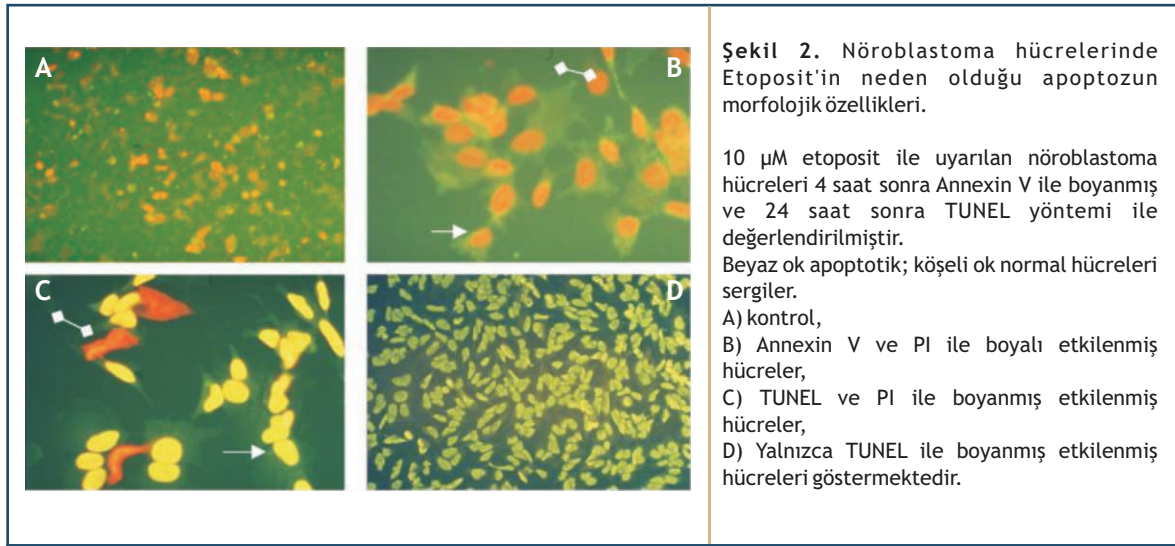 A
B
C
D
Şekil 2. Nöroblastoma hücrelerinde
Etoposit'in neden olduğu apoptozun
morfolojik özellikleri.
10 µM etoposit ile uyarılan nöroblastoma
hücreleri 4 saat sonra Annexin V ile boyanmış
ve 24 saat sonra TUNEL yöntemi ile
değerlendirilmiştir.
Beyaz ok apoptotik; köşeli ok normal hücreleri
sergiler.
A) kontrol,
B) Annexin V ve PI ile boyalı etkilenmiş
hücreler,
C) TUNEL ve PI ile boyanmış etkilenmiş
hücreler,
D) Yalnızca TUNEL ile boyanmış etkilenmiş
hücreleri göstermektedir.